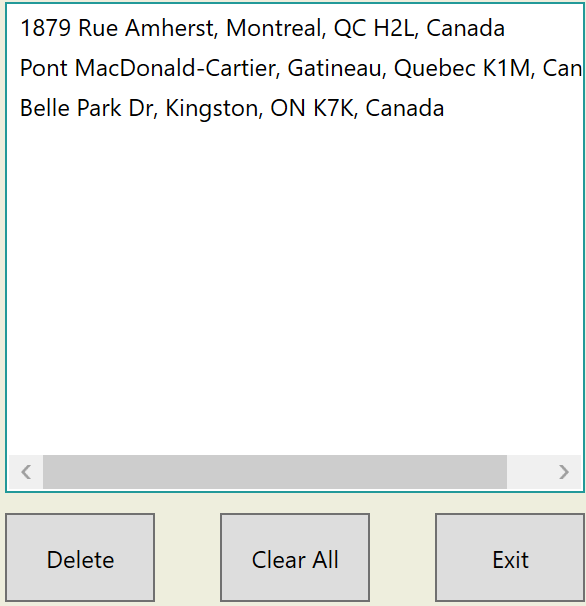 1879 Rue Amherst, Montreal, QC H2L, Canada
Pont MacDonald-Cartier, Gatineau, Quebec K1M, Can
Belle Park Dr, Kingston, ON K7K, Canada
Delete
Clear All
Exit